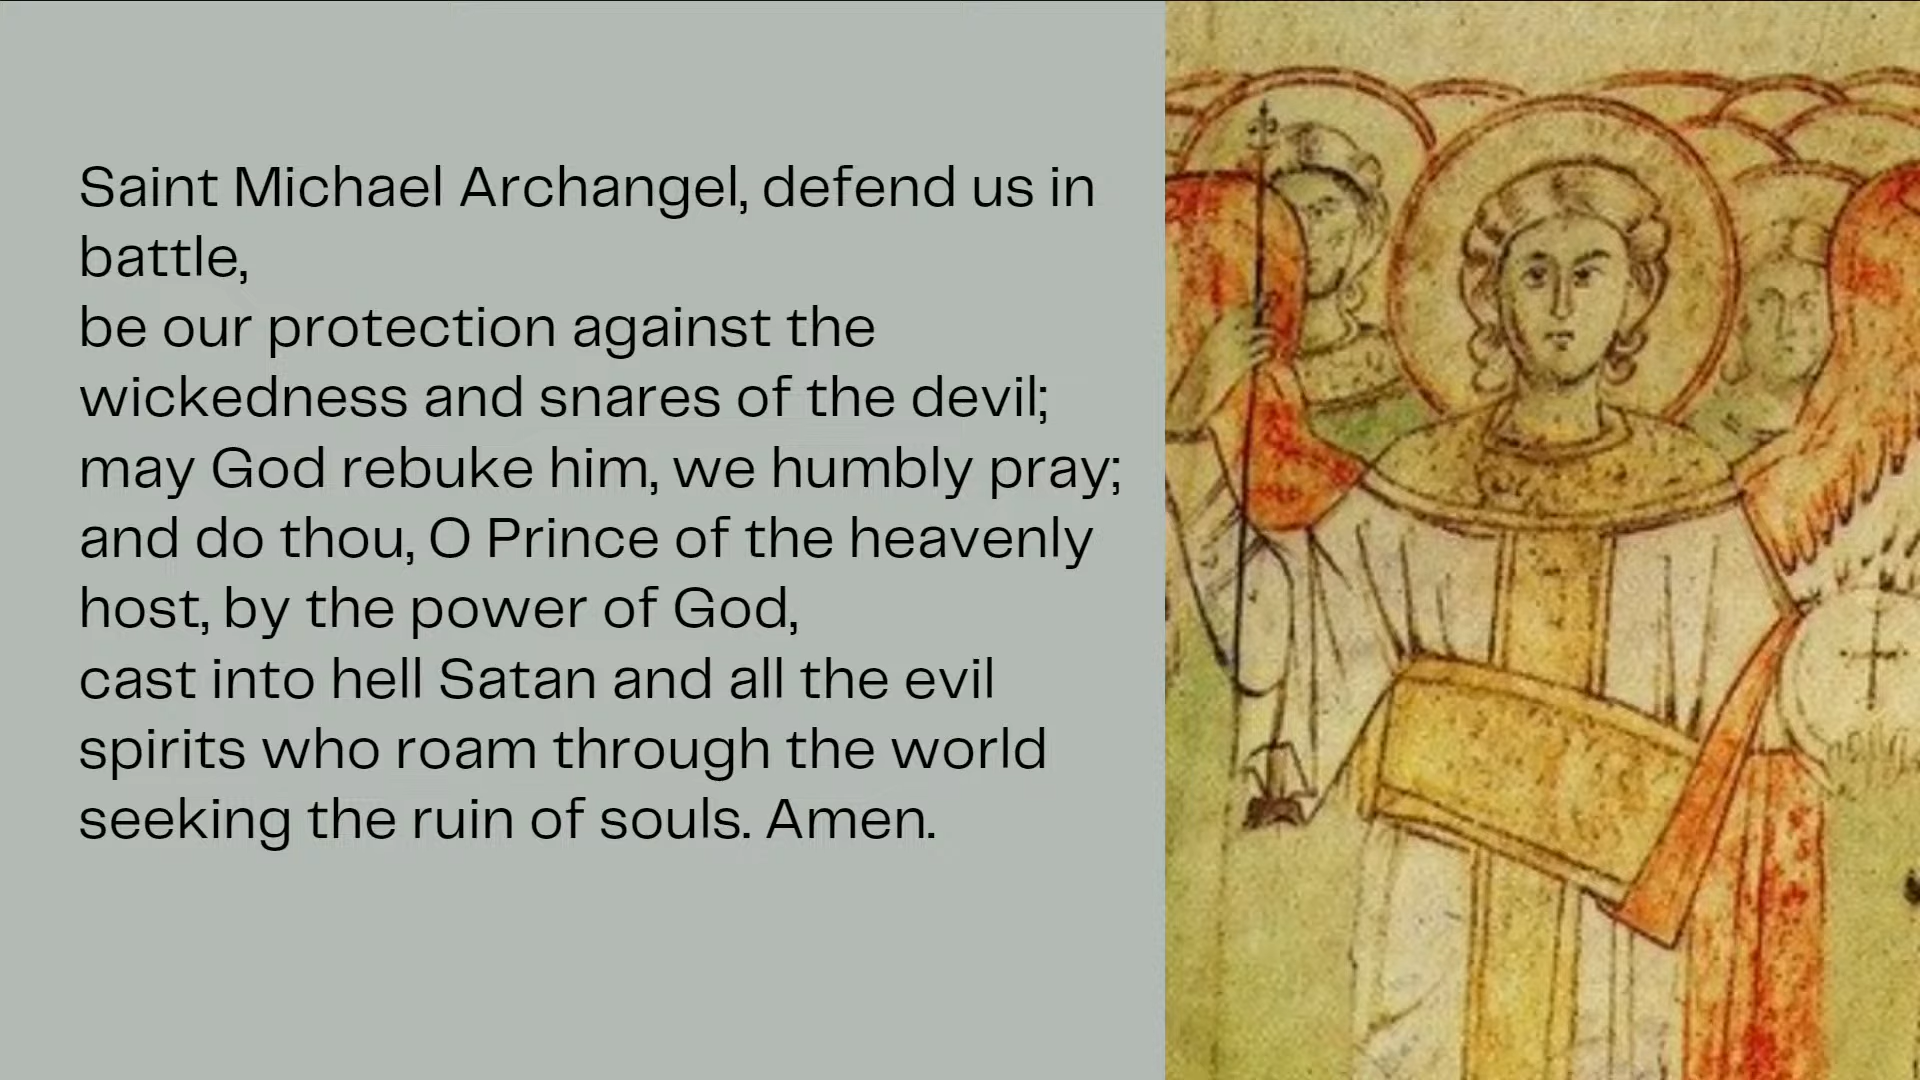 Saint Michael Archangel, defend us in
battle,
be our protection against the
wickedness and snares of the devil;
may God rebuke him, we humbly pray;
and do thou, O Prince of the heavenly
host, by the power of God,
cast into hell Satan and all the evil
spirits who roam through the world
seeking the ruin of souls. Amen.